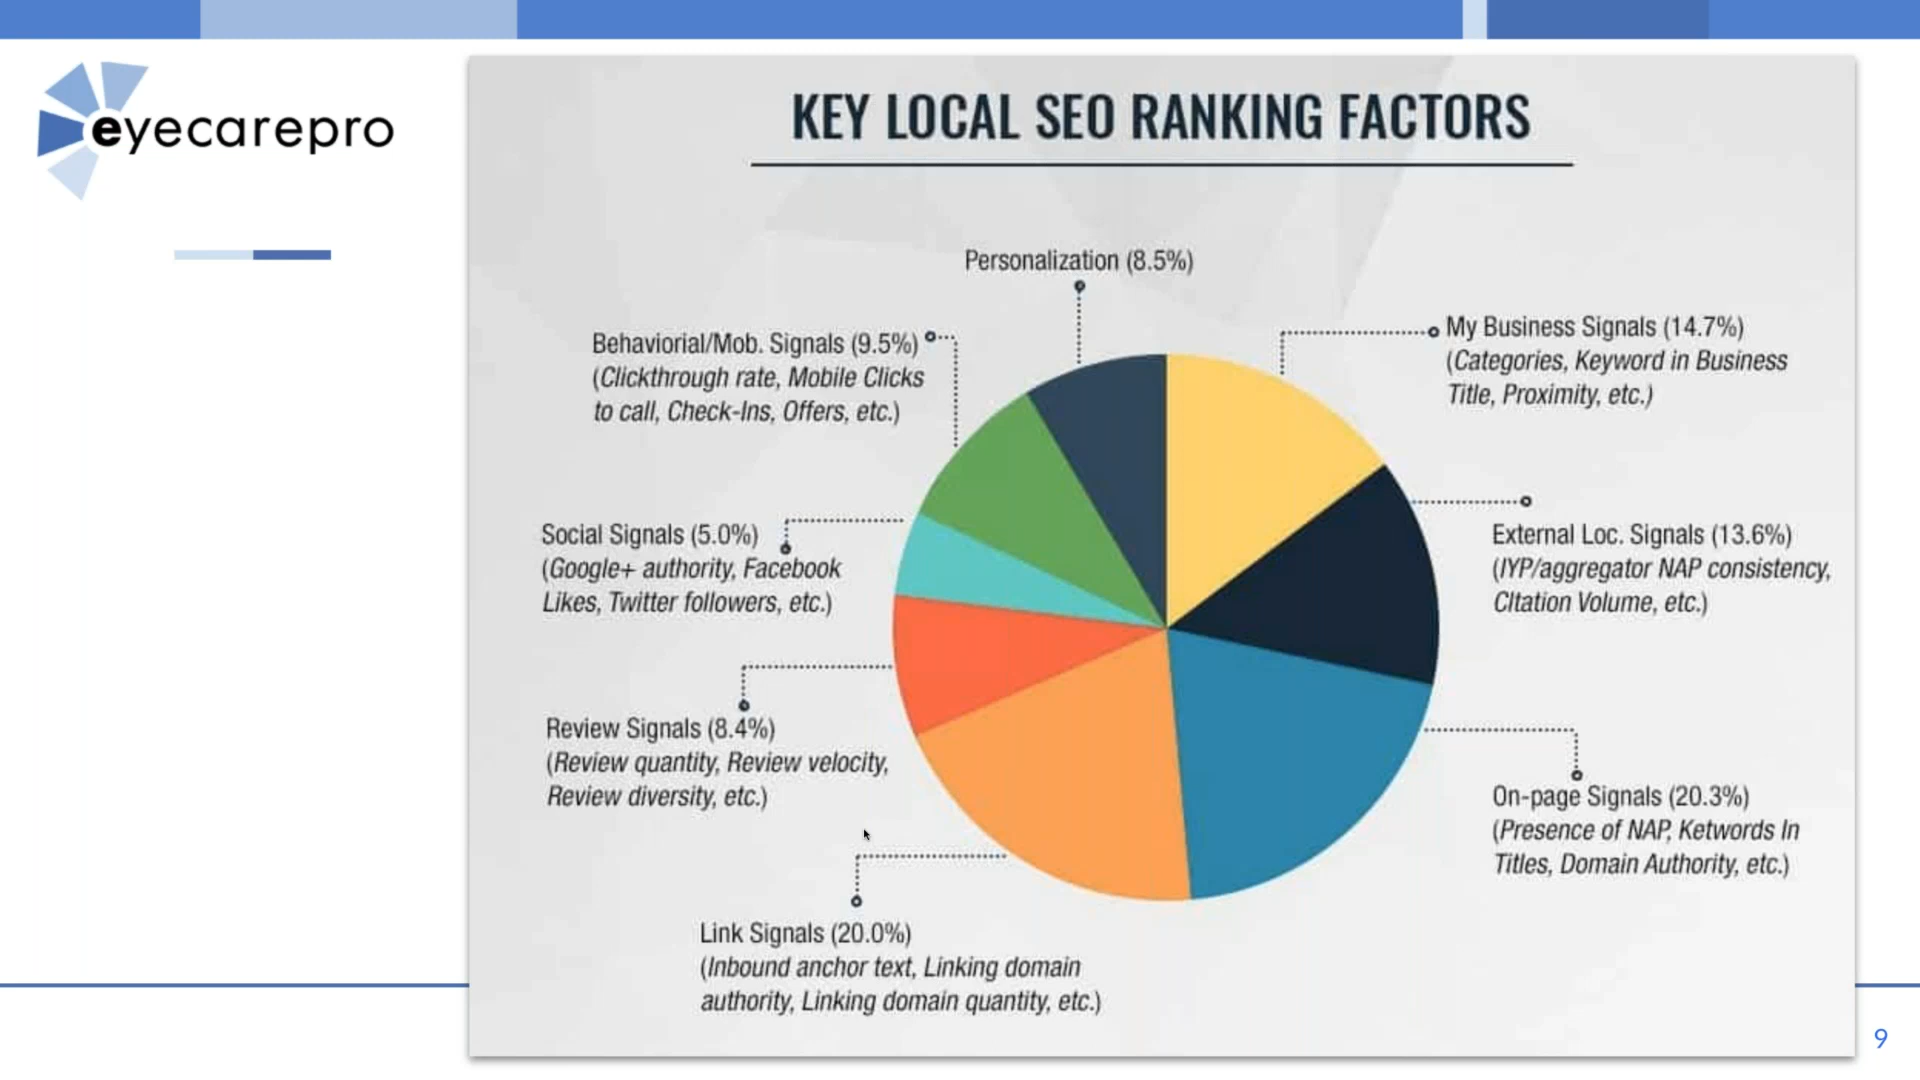 eyecarepro
KEY LOCAL SEO RANKING FACTORS
Personalization (8.5%)
My Business Signals (14.7%)
(Categories, Keyword in Business
Title, Proximity, etc.)
Behaviorial/Mob. Signals (9.5%)
(Clickthrough rate, Mobile Clicks
to call, Check-Ins, Offers, etc.)
External Loc. Signals (13.6%)
(IYP/aggregator NAP consistency,
CItation Volume, etc.)
Social Signals (5.0%)
(Google+ authority, Facebook
Likes, Twitter followers, etc.)
Review Signals (8.4%)
(Review quantity, Review velocity,
Review diversity, etc.)
On-page Signals (20.3%)
(Presence of NAP, Ketwords In
Titles, Domain Authority, etc.)
Link Signals (20.0%)
(Inbound anchor text, Linking domain
authority, Linking domain quantity, etc.)
9